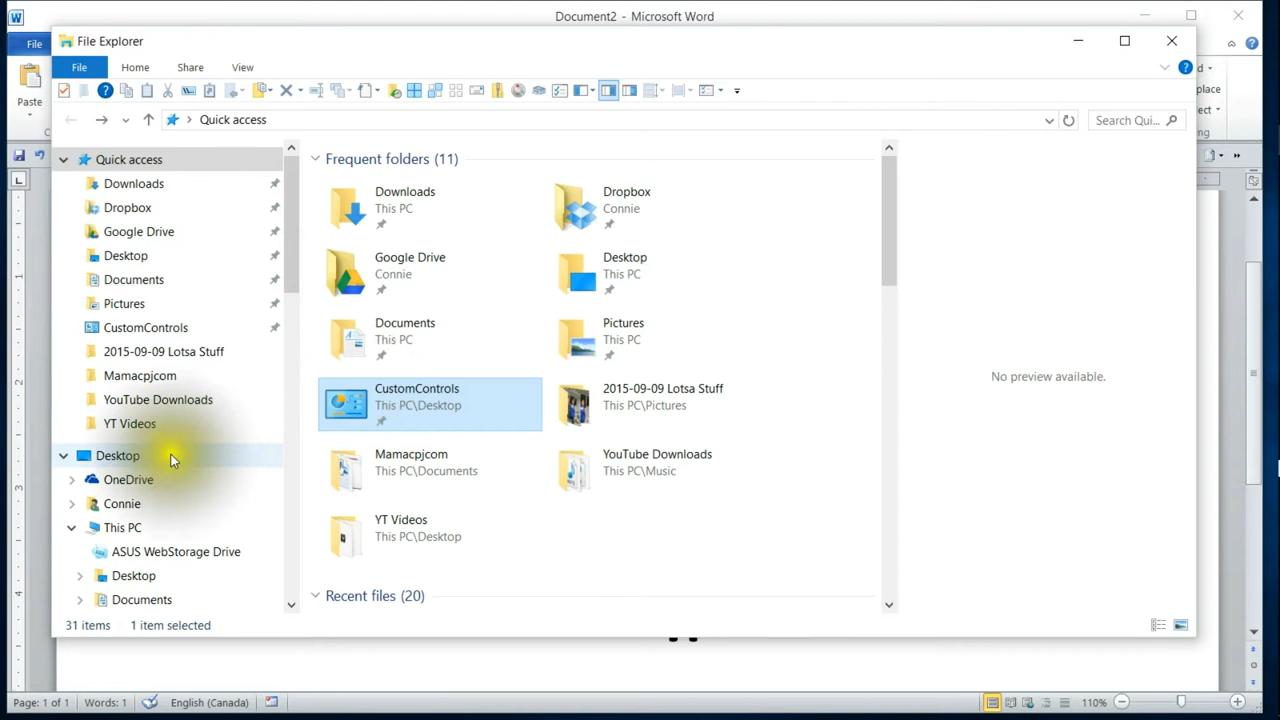 Document2 - Microsoft Word
File
File Explorer
File Home Share View
Paste
Quick access
Search Qui...
Quick access
Downloads
Dropbox
Google Drive
Desktop
Documents
Pictures
CustomControls
2015-09-09 Lotsa Stuff
Mamacpjcom
YouTube Downloads
YT Videos
Desktop
OneDrive
Connie
This PC
ASUS WebStorage Drive
Desktop
Documents
Frequent folders (11)
Downloads
This PC
Dropbox
Connie
Google Drive
Connie
Desktop
This PC
Documents
This PC
Pictures
This PC
CustomControls
This PC\Desktop
2015-09-09 Lotsa Stuff
This PC\Pictures
Mamacpjcom
This PC\Documents
YouTube Downloads
This PC\Music
YT Videos
This PC\Desktop
Recent files (20)
No preview available.
31 items 1 item selected
Page: 1 of 1 Words: 1 English (Canada) 110%